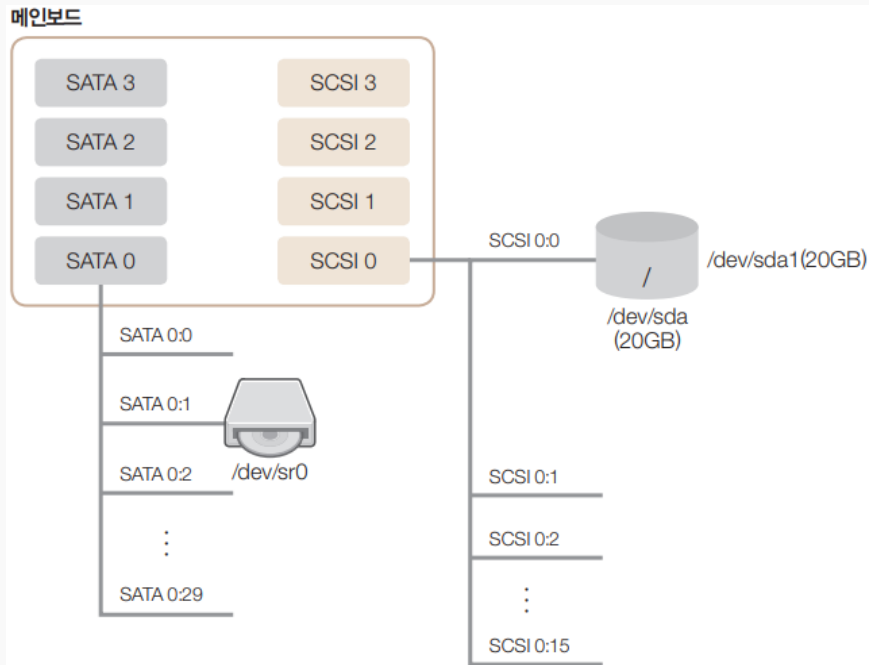 메인보드
SATA 3
SCSI 3
SATA 2
SCSI 2
SATA 1
SCSI 1
SATA 0
SCSI 0
SCSI 0:0
/
/dev/sda1(20GB)
/dev/sda
(20GB)
SATA 0:0
SATA 0:1
/dev/sr0
SATA 0:2
⋮
SATA 0:29
SCSI 0:1
SCSI 0:2
⋮
SCSI 0:15